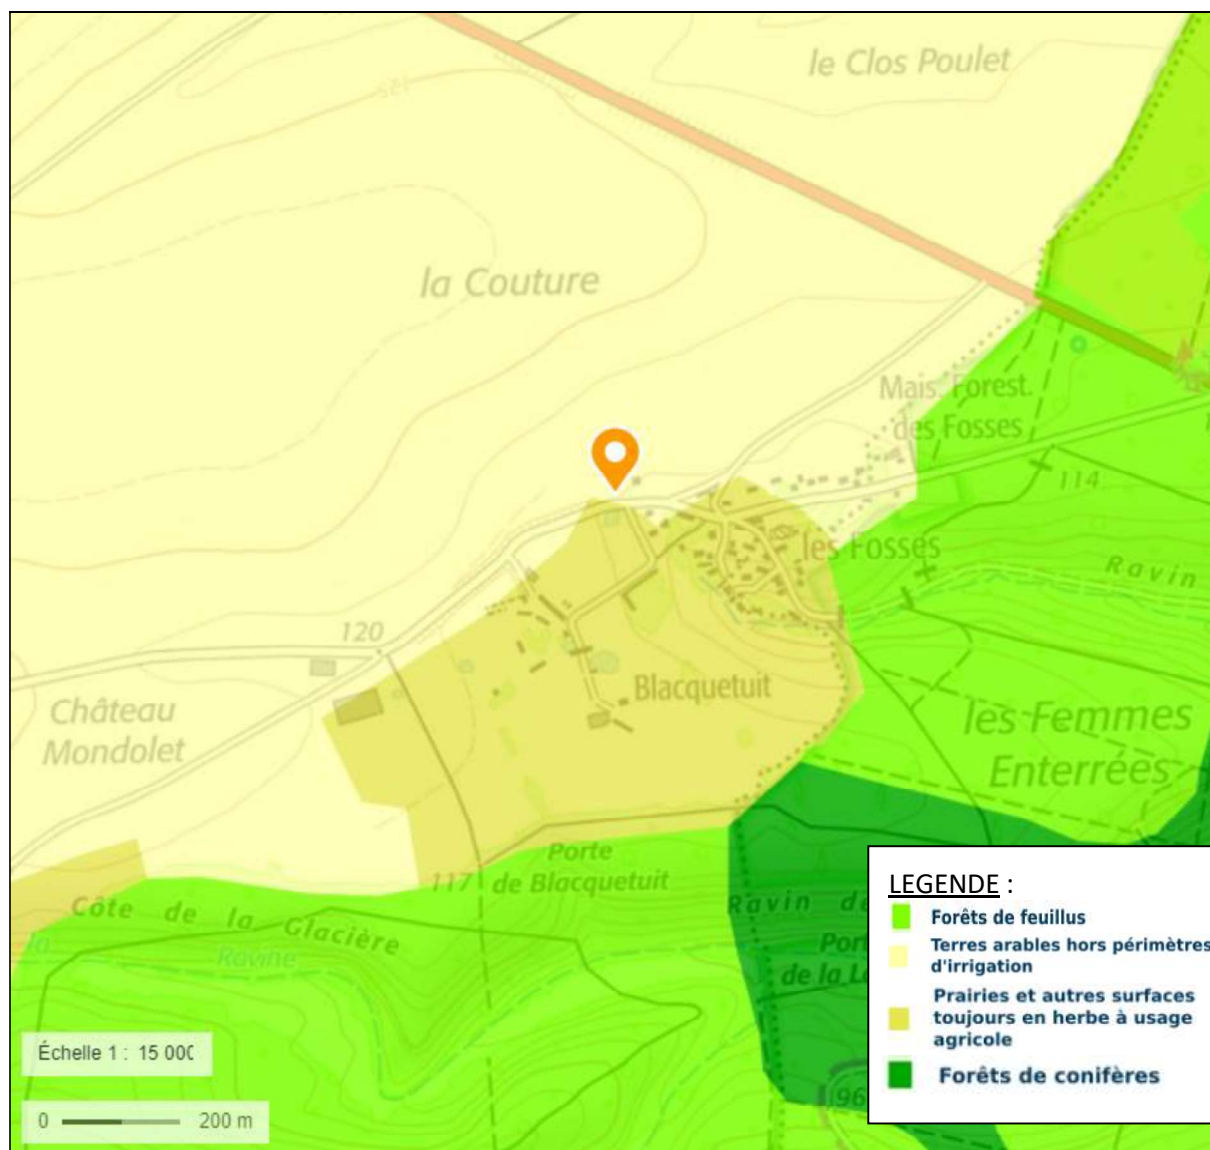 le Clos Poulet
125
la Couture
Mais. Forest.
des Fosses
114
les Fosses
Ravin
120
Blacquetuit
Château
Mondolet
les Femmes
Enterrées
Porte
de Blacquetuit
117
Côte de la Glacière
la
Ravine
Ravin de
Port
de la
96
LEGENDE :
Forêts de feuillus
Terres arables hors périmètres
d'irrigation
Prairies et autres surfaces
toujours en herbe à usage
agricole
Forêts de conifères
Échelle 1 : 15 000
0 200 m